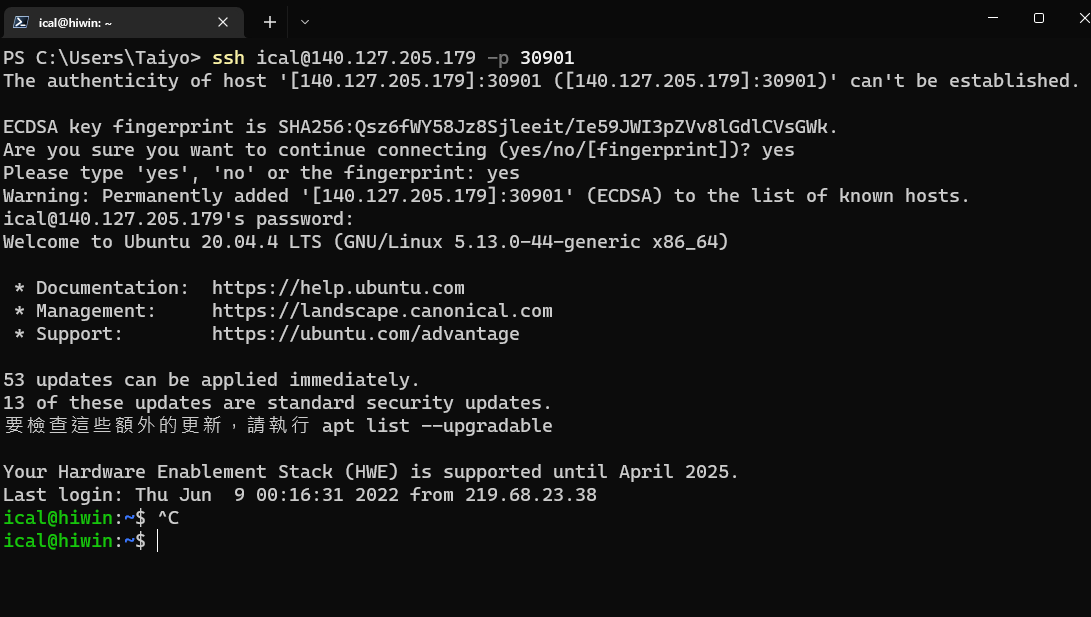 ical@hiwin: ~
PS C:\Users\Taiyo> ssh ical@140.127.205.179 -p 30901
The authenticity of host '[140.127.205.179]:30901 ([140.127.205.179]:30901)' can't be established.
ECDSA key fingerprint is SHA256:Qsz6fWY58Jz8Sjleeit/Ie59JWI3pZVv8lGdlCVsGWk.
Are you sure you want to continue connecting (yes/no/[fingerprint])? yes
Please type 'yes', 'no' or the fingerprint: yes
Warning: Permanently added '[140.127.205.179]:30901' (ECDSA) to the list of known hosts.
ical@140.127.205.179's password:
Welcome to Ubuntu 20.04.4 LTS (GNU/Linux 5.13.0-44-generic x86_64)
* Documentation:  https://help.ubuntu.com
* Management:     https://landscape.canonical.com
* Support:        https://ubuntu.com/advantage
53 updates can be applied immediately.
13 of these updates are standard security updates.
要檢查這些額外的更新，請執行 apt list --upgradable
Your Hardware Enablement Stack (HWE) is supported until April 2025.
Last login: Thu Jun  9 00:16:31 2022 from 219.68.23.38
ical@hiwin:~$ ^C
ical@hiwin:~$